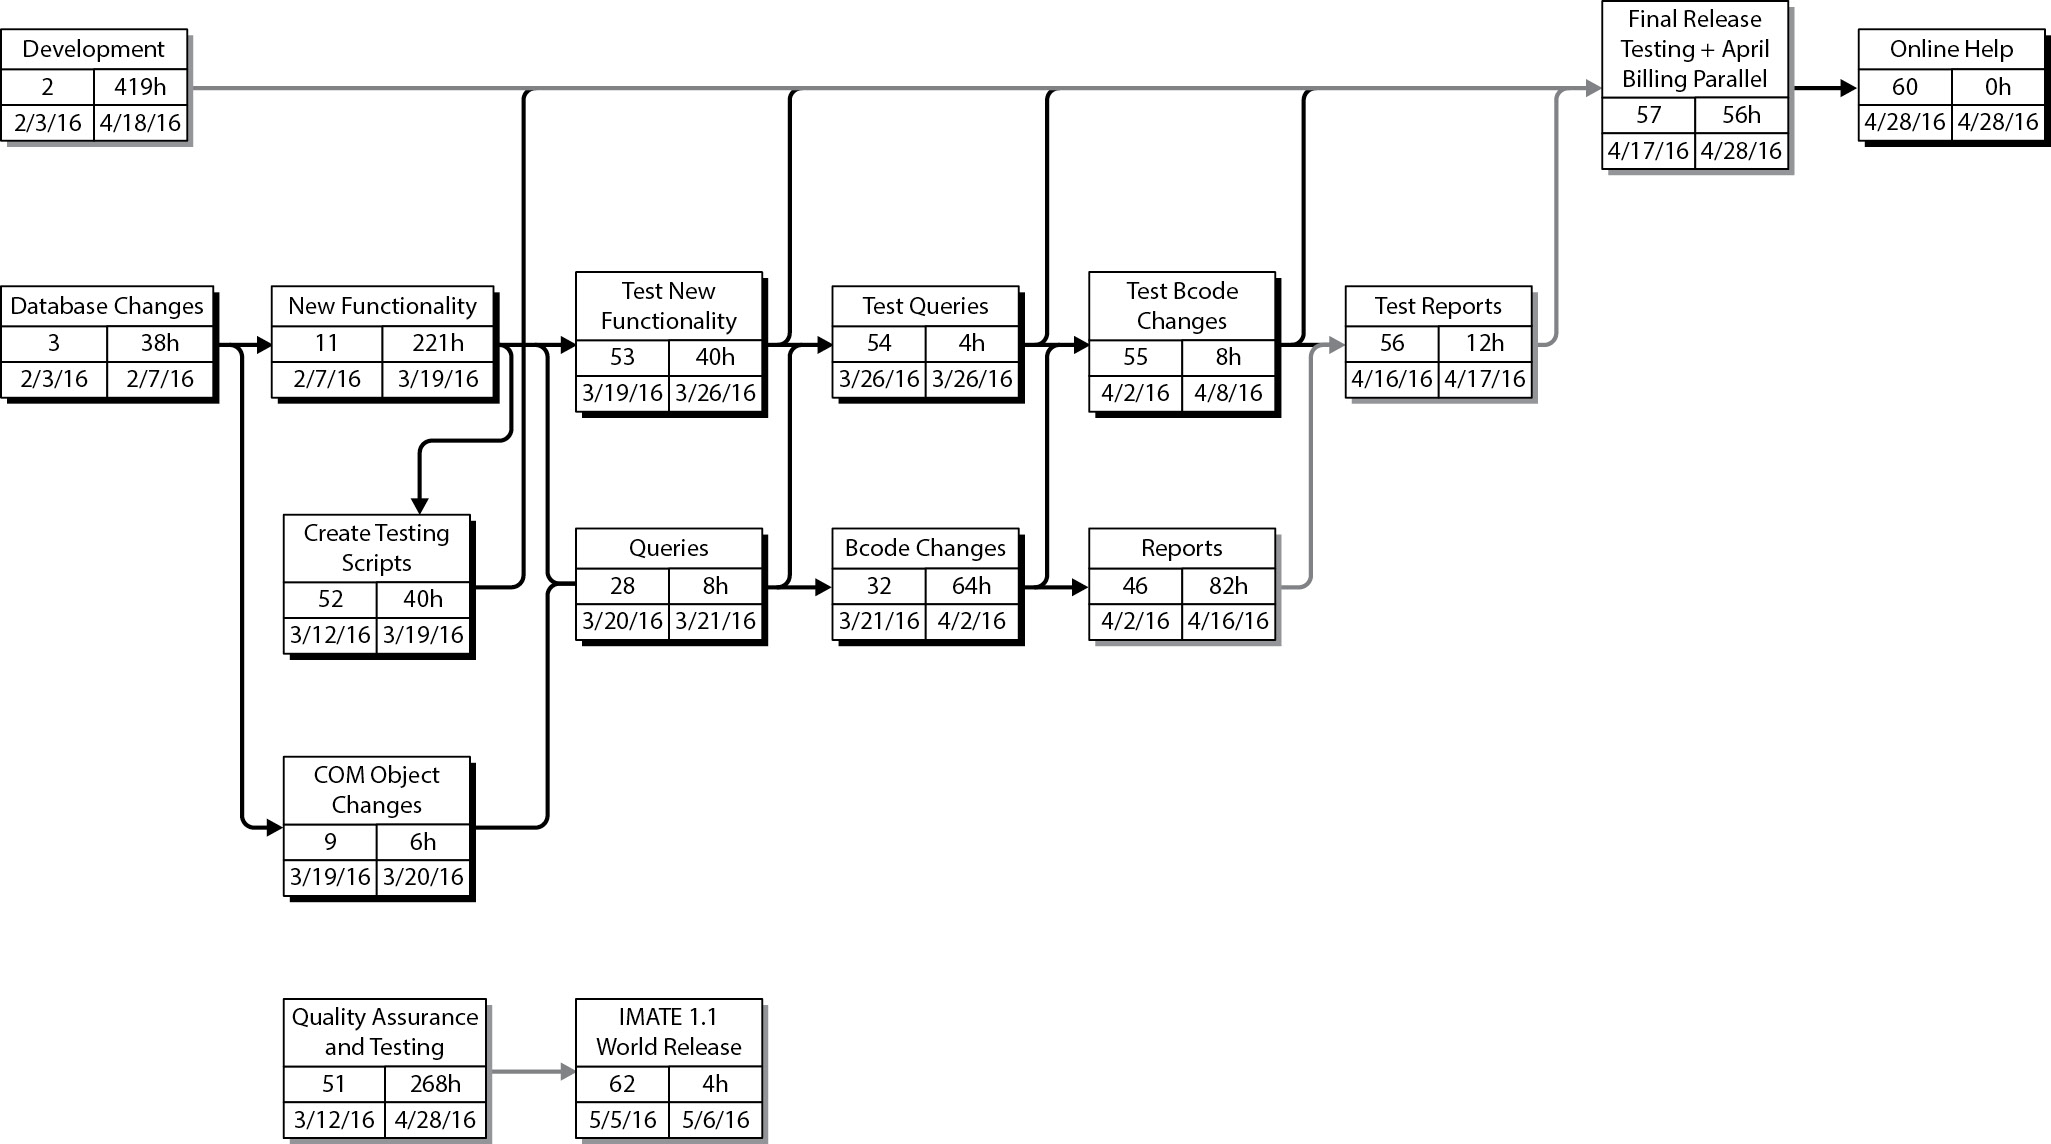 Development
2 419h
2/3/16 4/18/16
Final Release
Testing + April
Billing Parallel
57 56h
4/17/16 4/28/16
Online Help
60 0h
4/28/16 4/28/16
Database Changes
3 38h
2/3/16 2/7/16
New Functionality
11 221h
2/7/16 3/19/16
Test New
Functionality
53 40h
3/19/16 3/26/16
Test Queries
54 4h
3/26/16 3/26/16
Test Bcode
Changes
55 8h
4/2/16 4/8/16
Test Reports
56 12h
4/16/16 4/17/16
Create Testing
Scripts
52 40h
3/12/16 3/19/16
Queries
28 8h
3/20/16 3/21/16
Bcode Changes
32 64h
3/21/16 4/2/16
Reports
46 82h
4/2/16 4/16/16
COM Object
Changes
9 6h
3/19/16 3/20/16
Quality Assurance
and Testing
51 268h
3/12/16 4/28/16
IMATE 1.1
World Release
62 4h
5/5/16 5/6/16